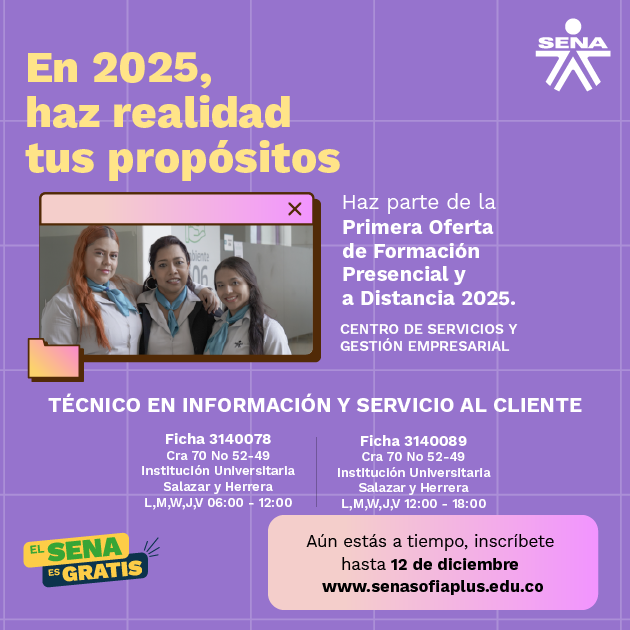 SENA
En 2025,
haz realidad
tus propósitos
Haz parte de la
Primera Oferta
de Formación
Presencial y
a Distancia 2025.
CENTRO DE SERVICIOS Y
GESTIÓN EMPRESARIAL
TÉCNICO EN INFORMACIÓN Y SERVICIO AL CLIENTE
Ficha 3140078
Cra 70 No 52-49
Institución Universitaria
Salazar y Herrera
L,M,W,J,V 06:00 - 12:00
Ficha 3140089
Cra 70 No 52-49
Institución Universitaria
Salazar y Herrera
L,M,W,J,V 12:00 - 18:00
EL SENA
ES GRATIS
Aún estás a tiempo, inscríbete
hasta 12 de diciembre
www.senasofiaplus.edu.co